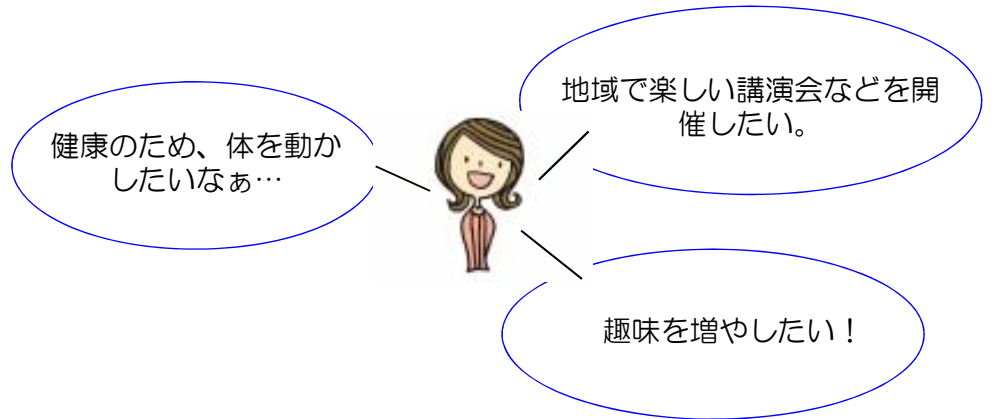 地域で楽しい講演会などを開
催したい。
健康のため、体を動か
したいなぁ…
趣味を増やしたい！